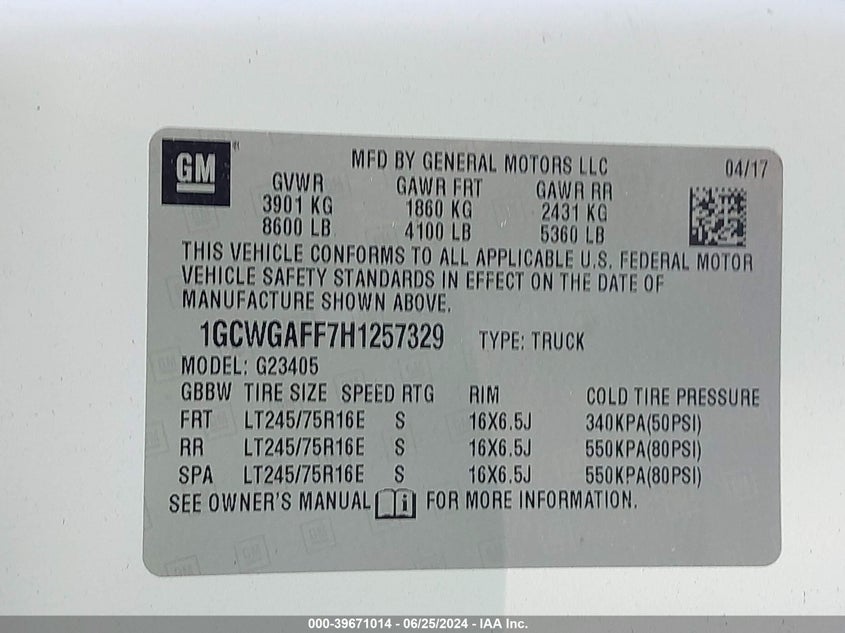 GM
MFD BY GENERAL MOTORS LLC 04/17
GVWR GAWR FRT GAWR RR
3901 KG 1860 KG 2431 KG
8600 LB 4100 LB 5360 LB
THIS VEHICLE CONFORMS TO ALL APPLICABLE U.S. FEDERAL MOTOR
VEHICLE SAFETY STANDARDS IN EFFECT ON THE DATE OF
MANUFACTURE SHOWN ABOVE.
1GCWGAFF7H1257329 TYPE: TRUCK
MODEL: G23405
GBBW TIRE SIZE SPEED RTG RIM COLD TIRE PRESSURE
FRT LT245/75R16E S 16X6.5J 340KPA(50PSI)
RR LT245/75R16E S 16X6.5J 550KPA(80PSI)
SPA LT245/75R16E S 16X6.5J 550KPA(80PSI)
SEE OWNER'S MANUAL FOR MORE INFORMATION.
000-39671014 - 06/25/2024 - IAA Inc.